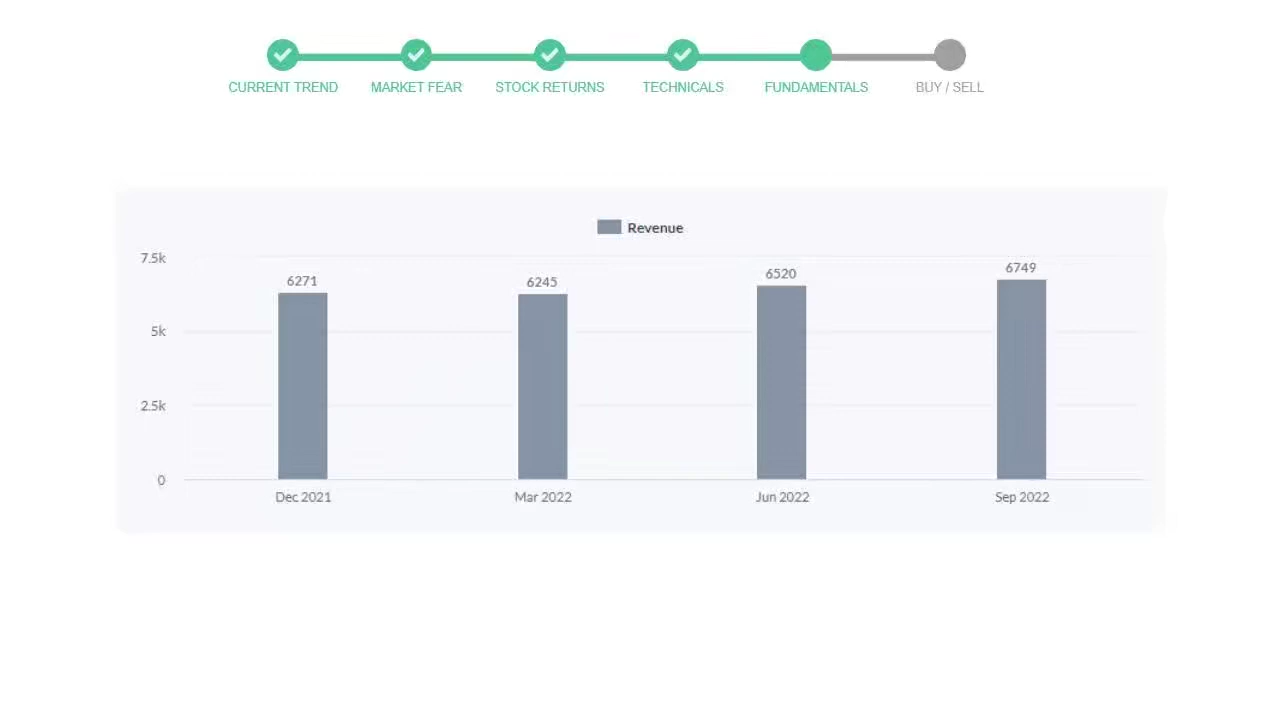 CURRENT TREND
MARKET FEAR
STOCK RETURNS
TECHNICALS
FUNDAMENTALS
BUY / SELL
Revenue
7.5k
5k
2.5k
0
6271
6245
6520
6749
Dec 2021
Mar 2022
Jun 2022
Sep 2022